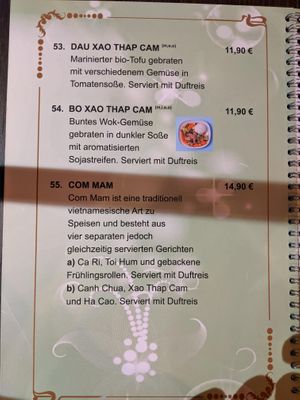 53. DAU XAO THAP CAM 11,90 €
Marinierter bio-Tofu gebraten
mit verschiedenem Gemüse in
Tomatensoße. Serviert mit Duftreis
54. BO XAO THAP CAM 11,90 €
Buntes Wok-Gemüse
gebraten in dunkler Soße
mit aromatisierten
Sojastreifen. Serviert mit Duftreis
55. COM MAM 14,90 €
Com Mam ist eine traditionell
vietnamesische Art zu
Speisen und besteht aus
vier separaten jedoch
gleichzeitig servierten Gerichten
a) Ca Ri, Toi Hum und gebackene
Frühlingsrollen. Serviert mit Duftreis
b) Canh Chua, Xao Thap Cam
und Ha Cao. Serviert mit Duftreis